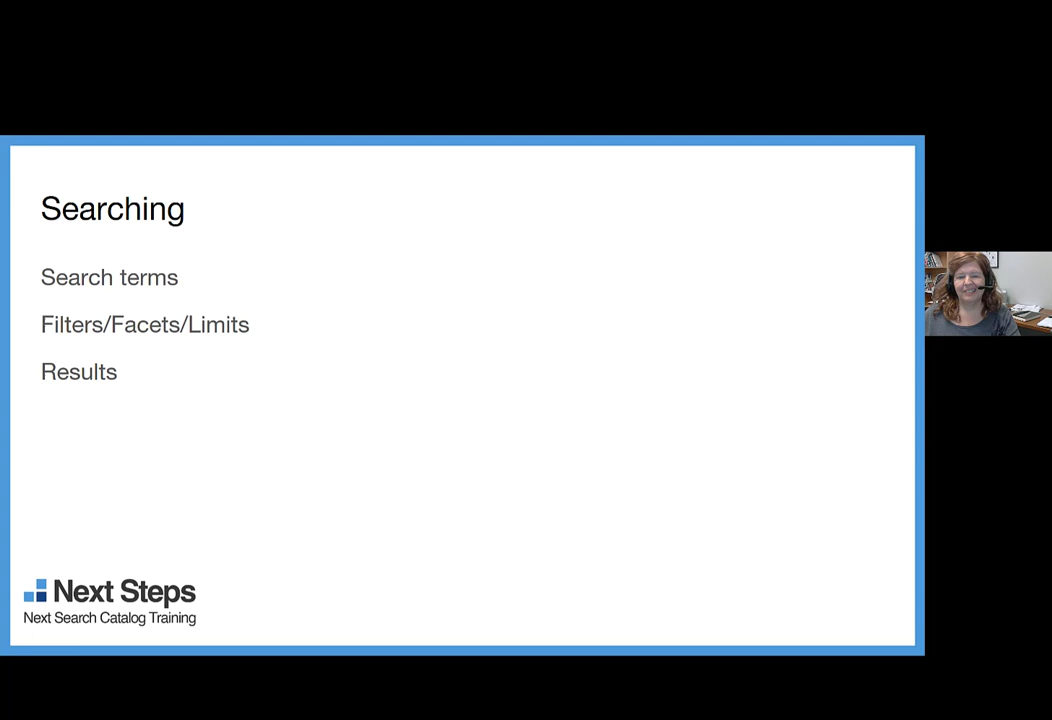 Searching
Search terms
Filters/Facets/Limits
Results
Next Steps
Next Search Catalog Training